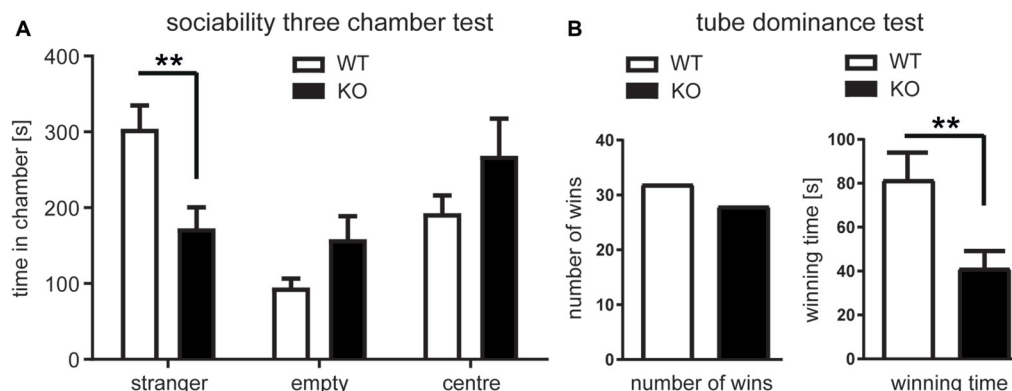 A
sociability three chamber test
400
300
200
100
0
time in chamber [s]
**
WT
KO
stranger
empty
centre
B
tube dominance test
WT
KO
40
30
20
10
0
number of wins
number of wins
WT
KO
100
80
60
40
20
0
winning time [s]
**
winning time